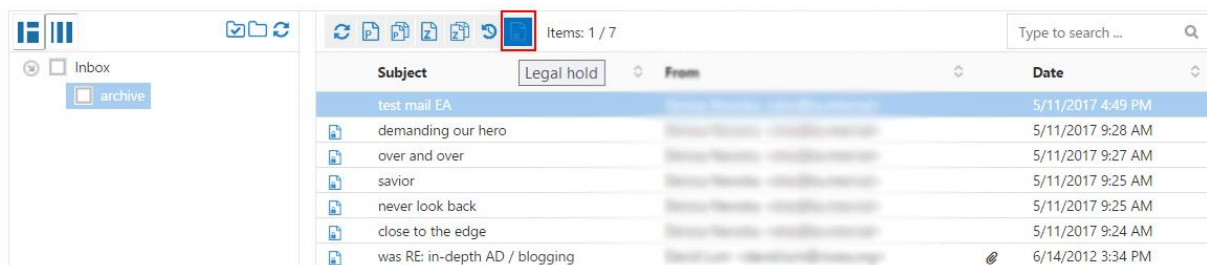 Items: 1 / 7
Type to search ...
Inbox
archive
Subject
Legal hold
From
Date
test mail EA
5/11/2017 4:49 PM
demanding our hero
5/11/2017 9:28 AM
over and over
5/11/2017 9:27 AM
savior
5/11/2017 9:25 AM
never look back
5/11/2017 9:25 AM
close to the edge
5/11/2017 9:24 AM
was RE: in-depth AD / blogging
6/14/2012 3:34 PM